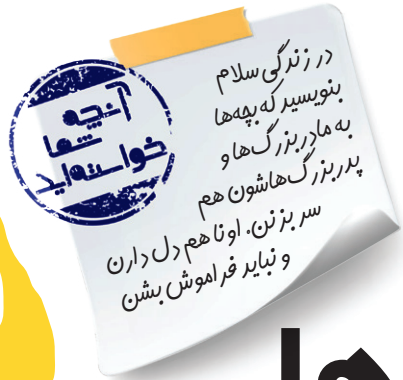 آنچه
شما
خواسته‌اید
در زندگی سلام
بنویسید که بچه‌ها
به مادربزرگ‌ها و
پدربزرگ‌هاشون هم
سر بزنن. اونا هم دل دارن
و نباید فراموش بشن
ها